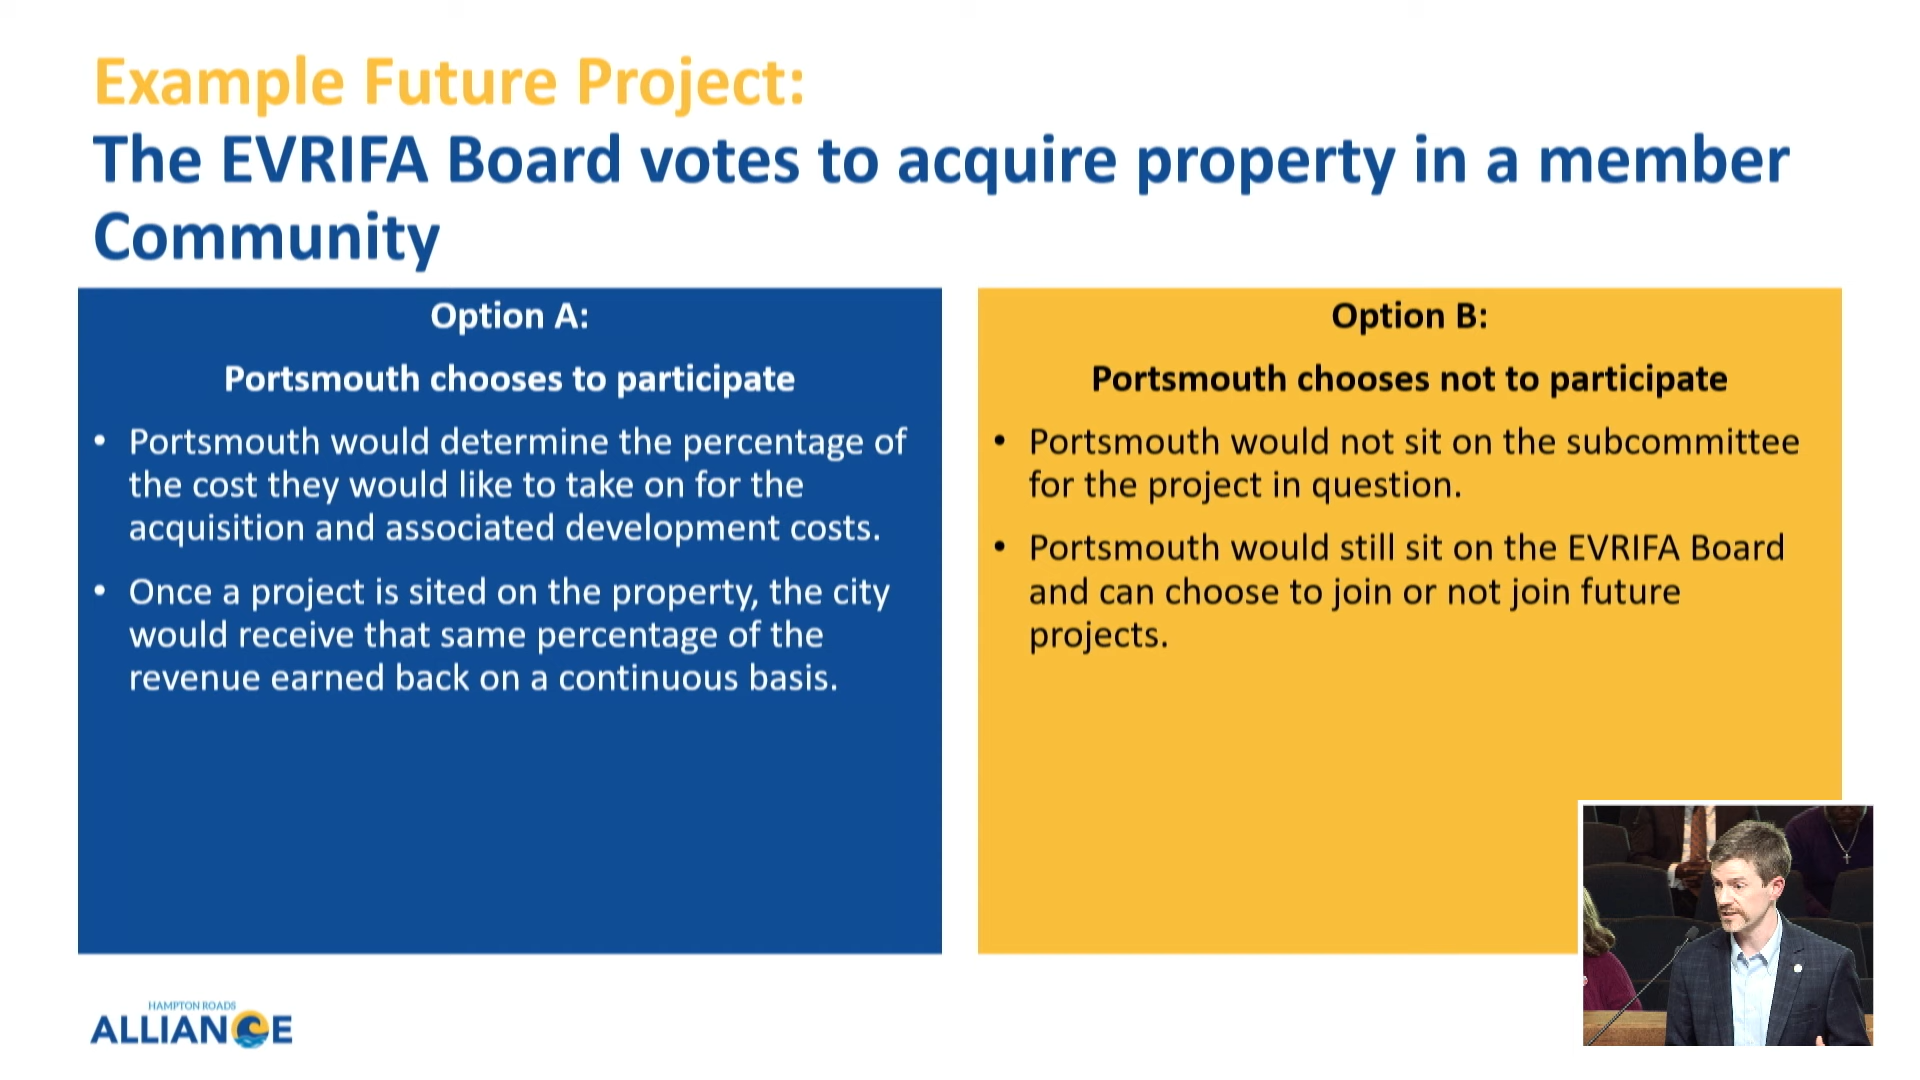 Example Future Project:
The EVRIFA Board votes to acquire property in a member
Community
Option A:
Portsmouth chooses to participate
• Portsmouth would determine the percentage of
the cost they would like to take on for the
acquisition and associated development costs.
• Once a project is sited on the property, the city
would receive that same percentage of the
revenue earned back on a continuous basis.
Option B:
Portsmouth chooses not to participate
• Portsmouth would not sit on the subcommittee
for the project in question.
• Portsmouth would still sit on the EVRIFA Board
and can choose to join or not join future
projects.
HAMPTON ROADS
ALLIANCE